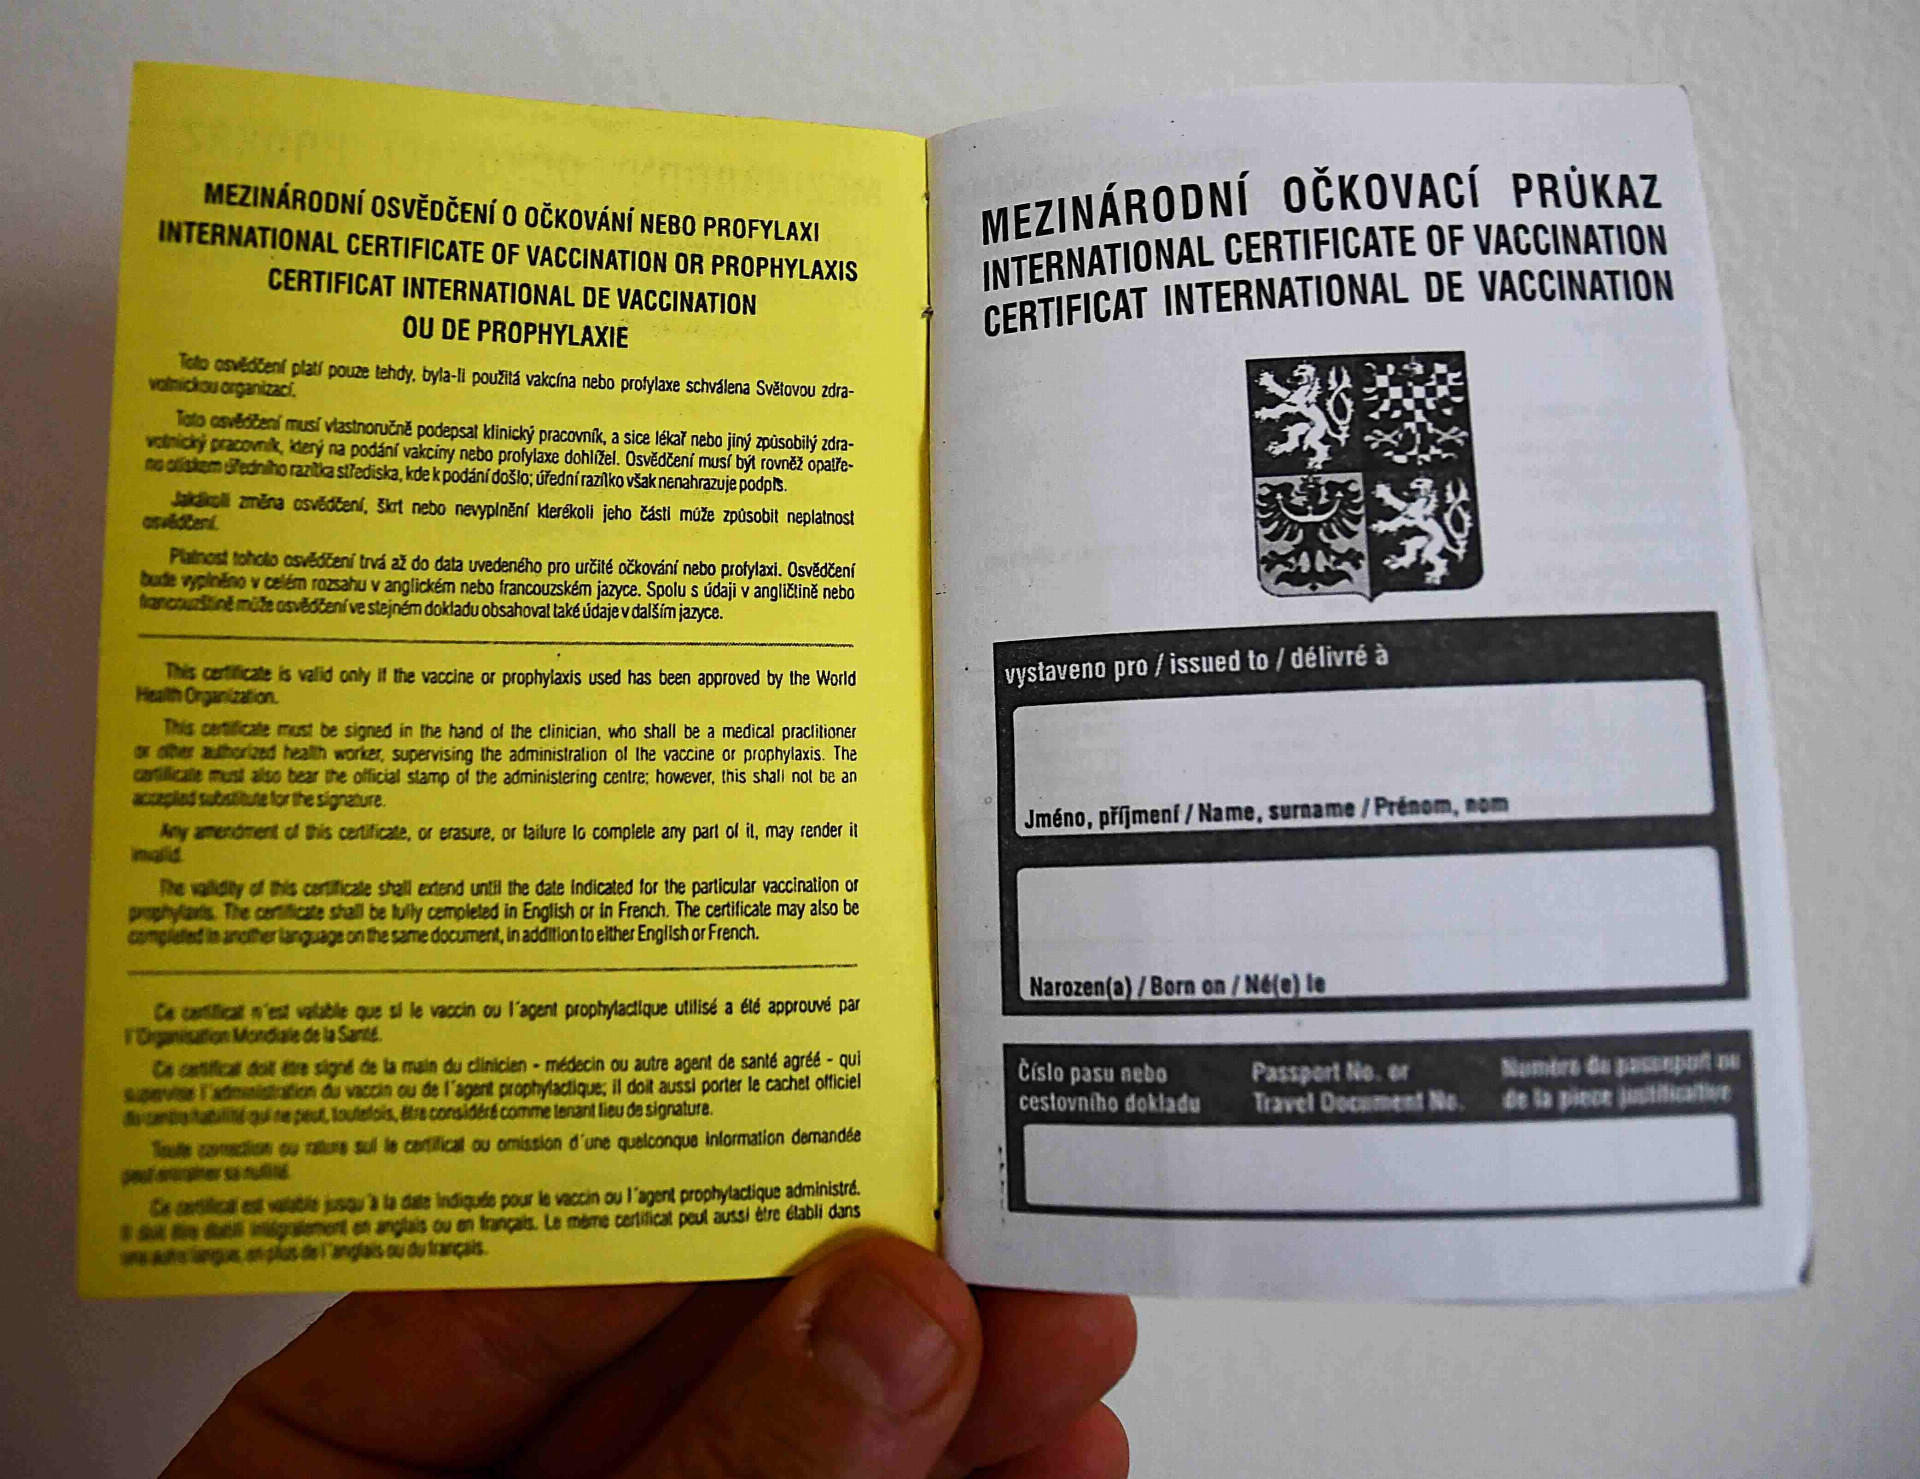 MEZINÁRODNÍ OSVĚDČENÍ O OČKOVÁNÍ NEBO PROFYLAXI
INTERNATIONAL CERTIFICATE OF VACCINATION OR PROPHYLAXIS
CERTIFICAT INTERNATIONAL DE VACCINATION
OU DE PROPHYLAXIE
Toto osvědčení platí pouze tehdy, byla-li použitá vakcína nebo profylaxe schválena Světovou zdra-
votnickou organizací.
Toto osvědčení musí vlastnoručně podepsat klinický pracovník, a sice lékař nebo jiný způsobilý zdra-
votnický pracovník, který na podání vakcíny nebo profylaxe dohlížel. Osvědčení musí být rovněž opatře-
no otiskem úředního razítka střediska, kde k podání došlo; úřední razítko však nenahrazuje podpis.
Jakákoli změna osvědčení, škrt nebo nevyplnění kterékoli jeho části může způsobit neplatnost
osvědčení.
Platnost tohoto osvědčení trvá až do data uvedeného pro určité očkování nebo profylaxi. Osvědčení
bude vyplněno v celém rozsahu v anglickém nebo francouzském jazyce. Spolu s údaji v angličtině nebo
francouzštině může osvědčení ve stejném dokladu obsahovat také údaje v dalším jazyce.
This certificate is valid only if the vaccine or prophylaxis used has been approved by the World
Health Organization.
This certificate must be signed in the hand of the clinician, who shall be a medical practitioner
or other authorized health worker, supervising the administration of the vaccine or prophylaxis. The
certificate must also bear the official stamp of the administering centre; however, this shall not be an
accepted substitute for the signature.
Any amendment of this certificate, or erasure, or failure to complete any part of it, may render it
invalid.
The validity of this certificate shall extend until the date indicated for the particular vaccination or
prophylaxis. The certificate shall be fully completed in English or in French. The certificate may also be
completed in another language on the same document, in addition to either English or French.
Ce certificat n'est valable que si le vaccin ou l'agent prophylactique utilisé a été approuvé par
l'Organisation Mondiale de la Santé.
Ce certificat doit être signé de la main du clinicien - médecin ou autre agent de santé agréé - qui
supervise l'administration du vaccin ou de l'agent prophylactique; il doit aussi porter le cachet officiel
du centre habilité qui ne peut, toutefois, être considéré comme tenant lieu de signature.
Toute correction ou rature sul le certificat ou omission d'une quelconque information demandée
peut entraîner sa nullité.
Ce certificat est valable jusqu'à la date indiquée pour le vaccin ou l'agent prophylactique administré.
Il doit être établi intégralement en anglais ou en français. Le même certificat peut aussi être établi dans
une autre langue, en plus de l'anglais ou du français.
MEZINÁRODNÍ OČKOVACÍ PRŮKAZ
INTERNATIONAL CERTIFICATE OF VACCINATION
CERTIFICAT INTERNATIONAL DE VACCINATION
vystaveno pro / issued to / délivré à
Jméno, příjmení / Name, surname / Prénom, nom
Narozen(a) / Born on / Né(e) le
Číslo pasu nebo
cestovního dokladu
Passport No. or
Travel Document No.
Numéro du passeport ou
de la piece justificative